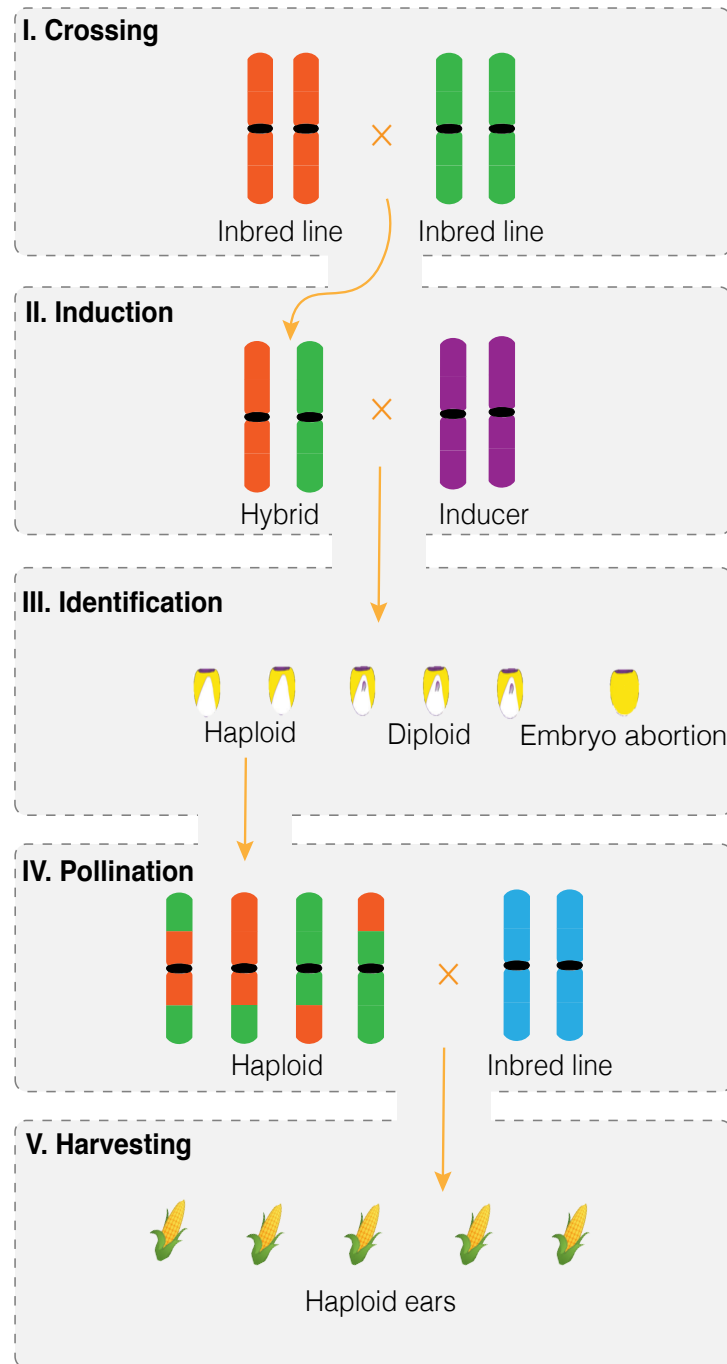 I. Crossing
×
Inbred line
Inbred line
II. Induction
×
Hybrid
Inducer
III. Identification
Haploid
Diploid
Embryo abortion
IV. Pollination
×
Haploid
Inbred line
V. Harvesting
Haploid ears